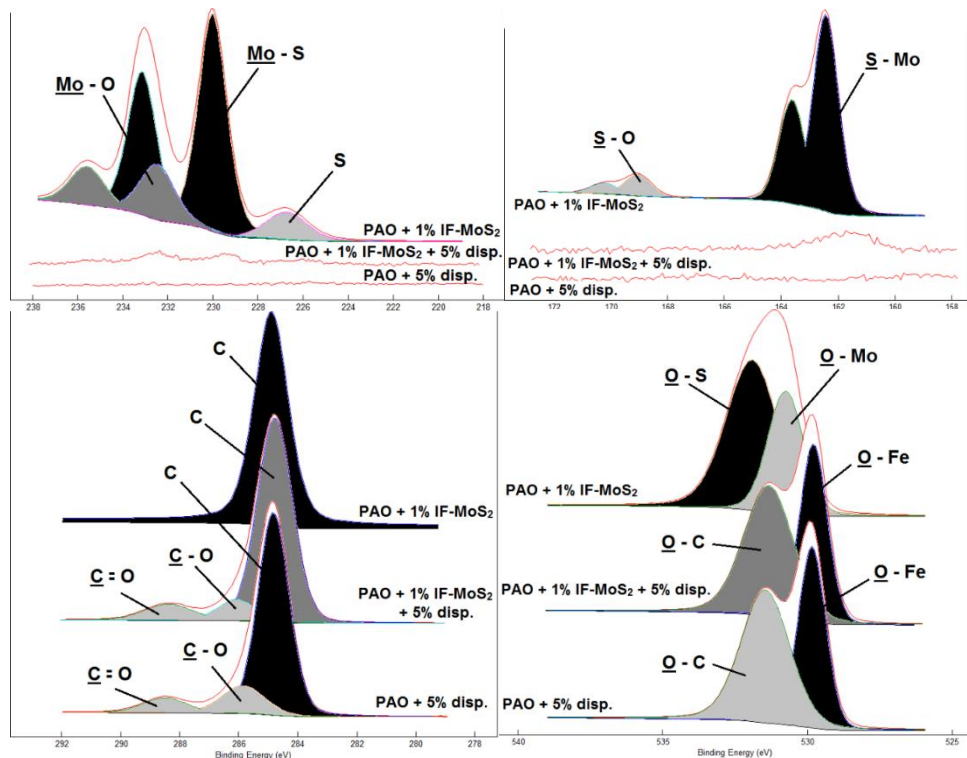 Mo - O
Mo - S
S
PAO + 1% IF-MoS₂
PAO + 1% IF-MoS₂ + 5% disp.
PAO + 5% disp.
238 236 234 232 230 228 226 224 222 220 218
S - Mo
S - O
PAO + 1% IF-MoS₂
PAO + 1% IF-MoS₂ + 5% disp.
PAO + 5% disp.
172 170 168 166 164 162 160 158
C
C
C
PAO + 1% IF-MoS₂
C - O
C = O
PAO + 1% IF-MoS₂
+ 5% disp.
C - O
C = O
PAO + 5% disp.
292 290 288 286 284 282 280 278
Binding Energy (eV)
O - Mo
O - S
O - Fe
PAO + 1% IF-MoS₂
O - C
PAO + 1% IF-MoS₂ + 5% disp.
O - Fe
O - C
PAO + 5% disp.
540 535 530 525
Binding Energy (eV)